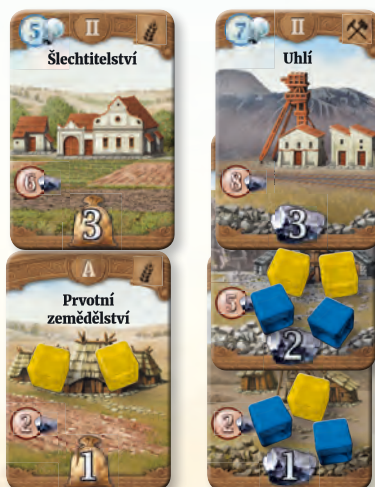 5 II
Šlechtitelství
6
3
A
Prvotní
zemědělství
2
1
7 II
Uhlí
8
3
5
2
2
1